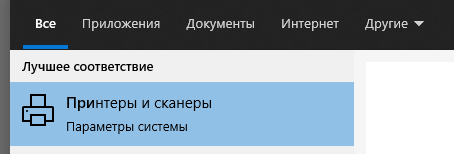 Все Приложения Документы Интернет Другие
Лучшее соответствие
Принтеры и сканеры
Параметры системы